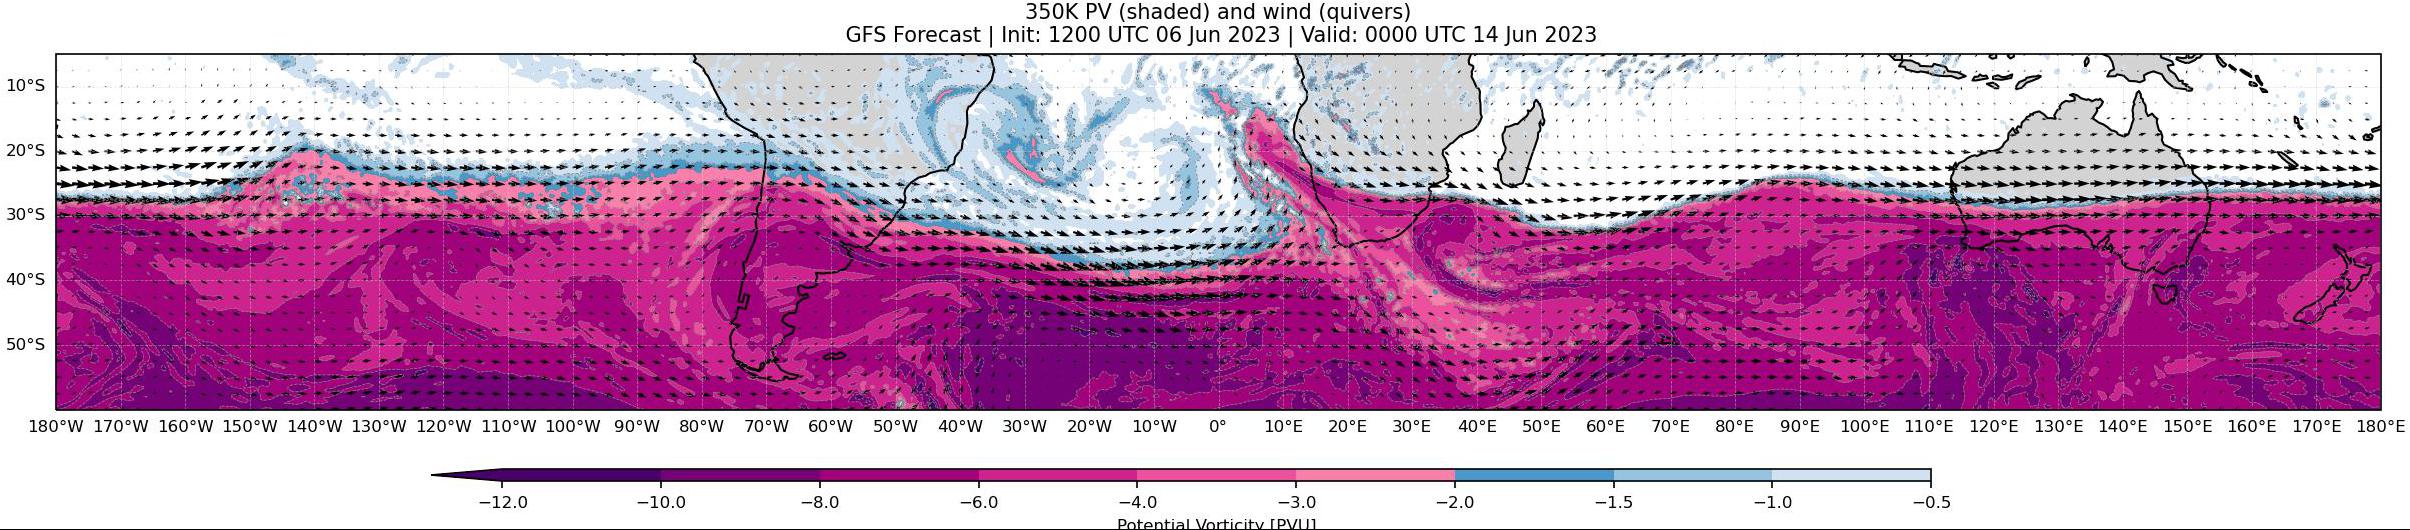 350K PV (shaded) and wind (quivers)
GFS Forecast | Init: 1200 UTC 06 Jun 2023 | Valid: 0000 UTC 14 Jun 2023
10°S
20°S
30°S
40°S
50°S
180°W 170°W 160°W 150°W 140°W 130°W 120°W 110°W 100°W 90°W 80°W 70°W 60°W 50°W 40°W 30°W 20°W 10°W 0° 10°E 20°E 30°E 40°E 50°E 60°E 70°E 80°E 90°E 100°E 110°E 120°E 130°E 140°E 150°E 160°E 170°E 180°E
−12.0 −10.0 −8.0 −6.0 −4.0 −3.0 −2.0 −1.5 −1.0 −0.5
Potential Vorticity [PVU]